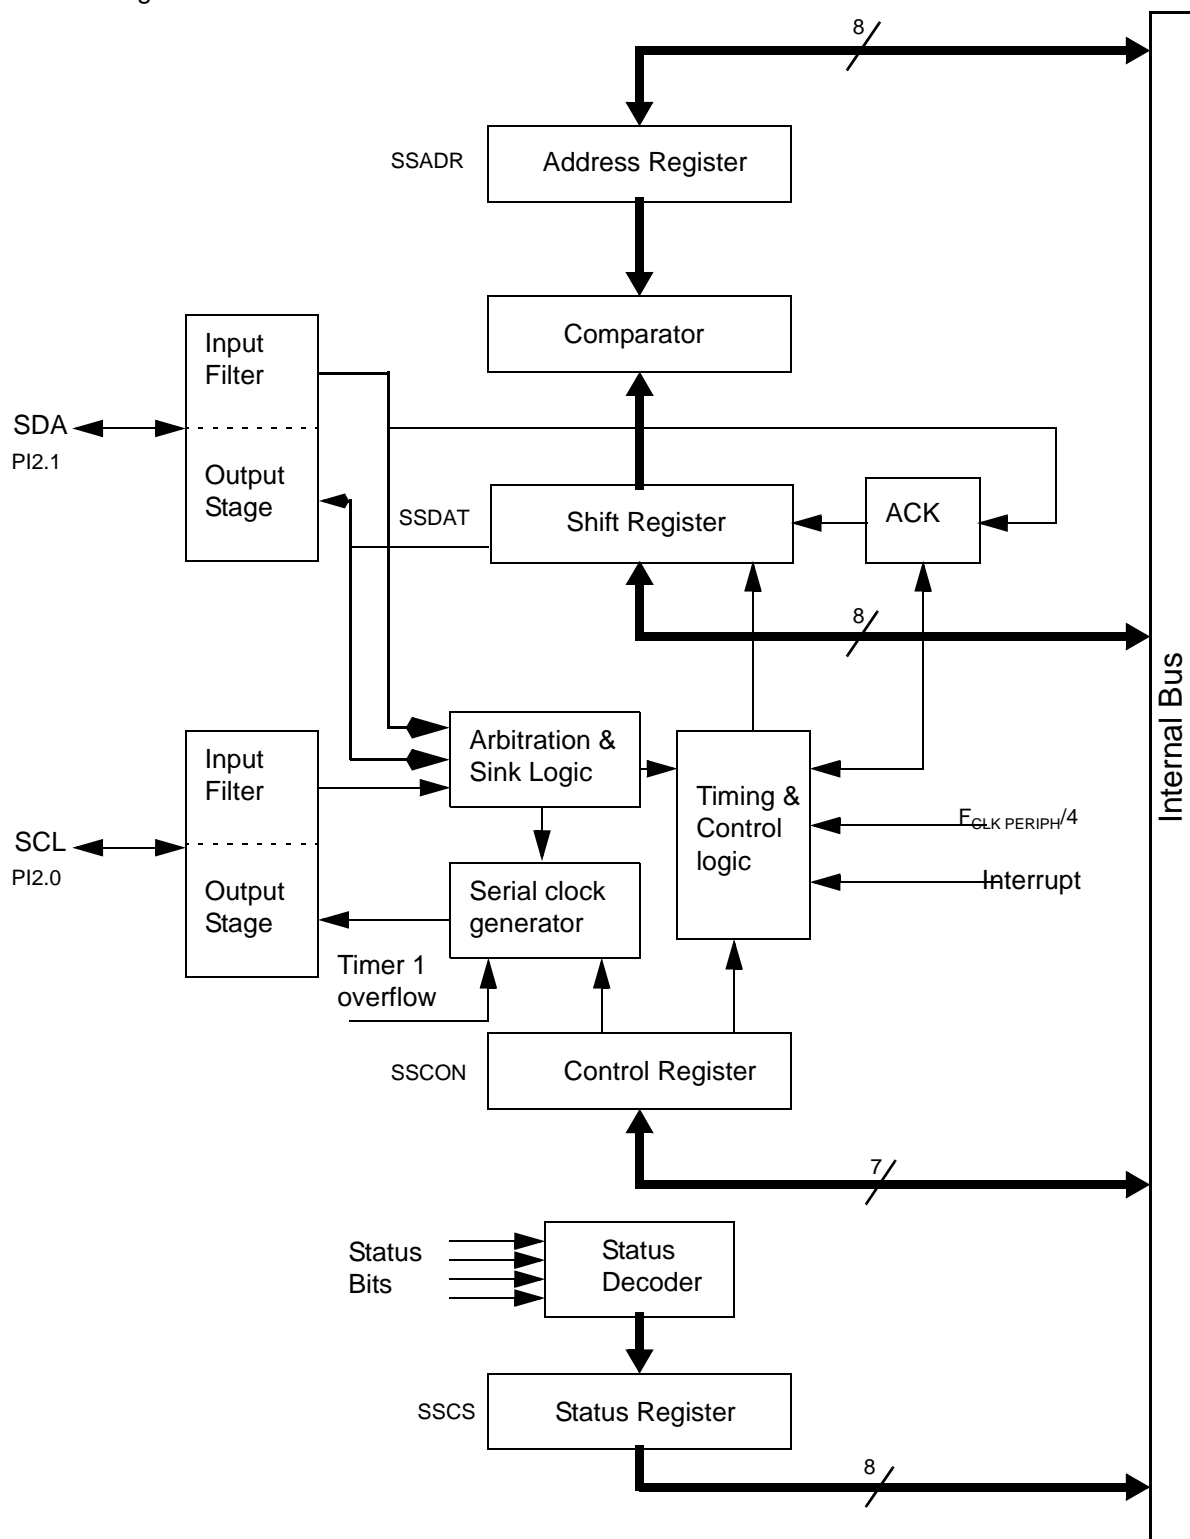 8
SSADR
Address Register
Comparator
Input
Filter
SDA
PI2.1
Output
Stage
SSDAT
Shift Register
ACK
8
Internal Bus
Arbitration &
Sink Logic
Input
Filter
Timing &
Control
logic
FCLK PERIPH/4
SCL
PI2.0
Interrupt
Output
Stage
Serial clock
generator
Timer 1
overflow
SSCON
Control Register
7
Status
Bits
Status
Decoder
SSCS
Status Register
8